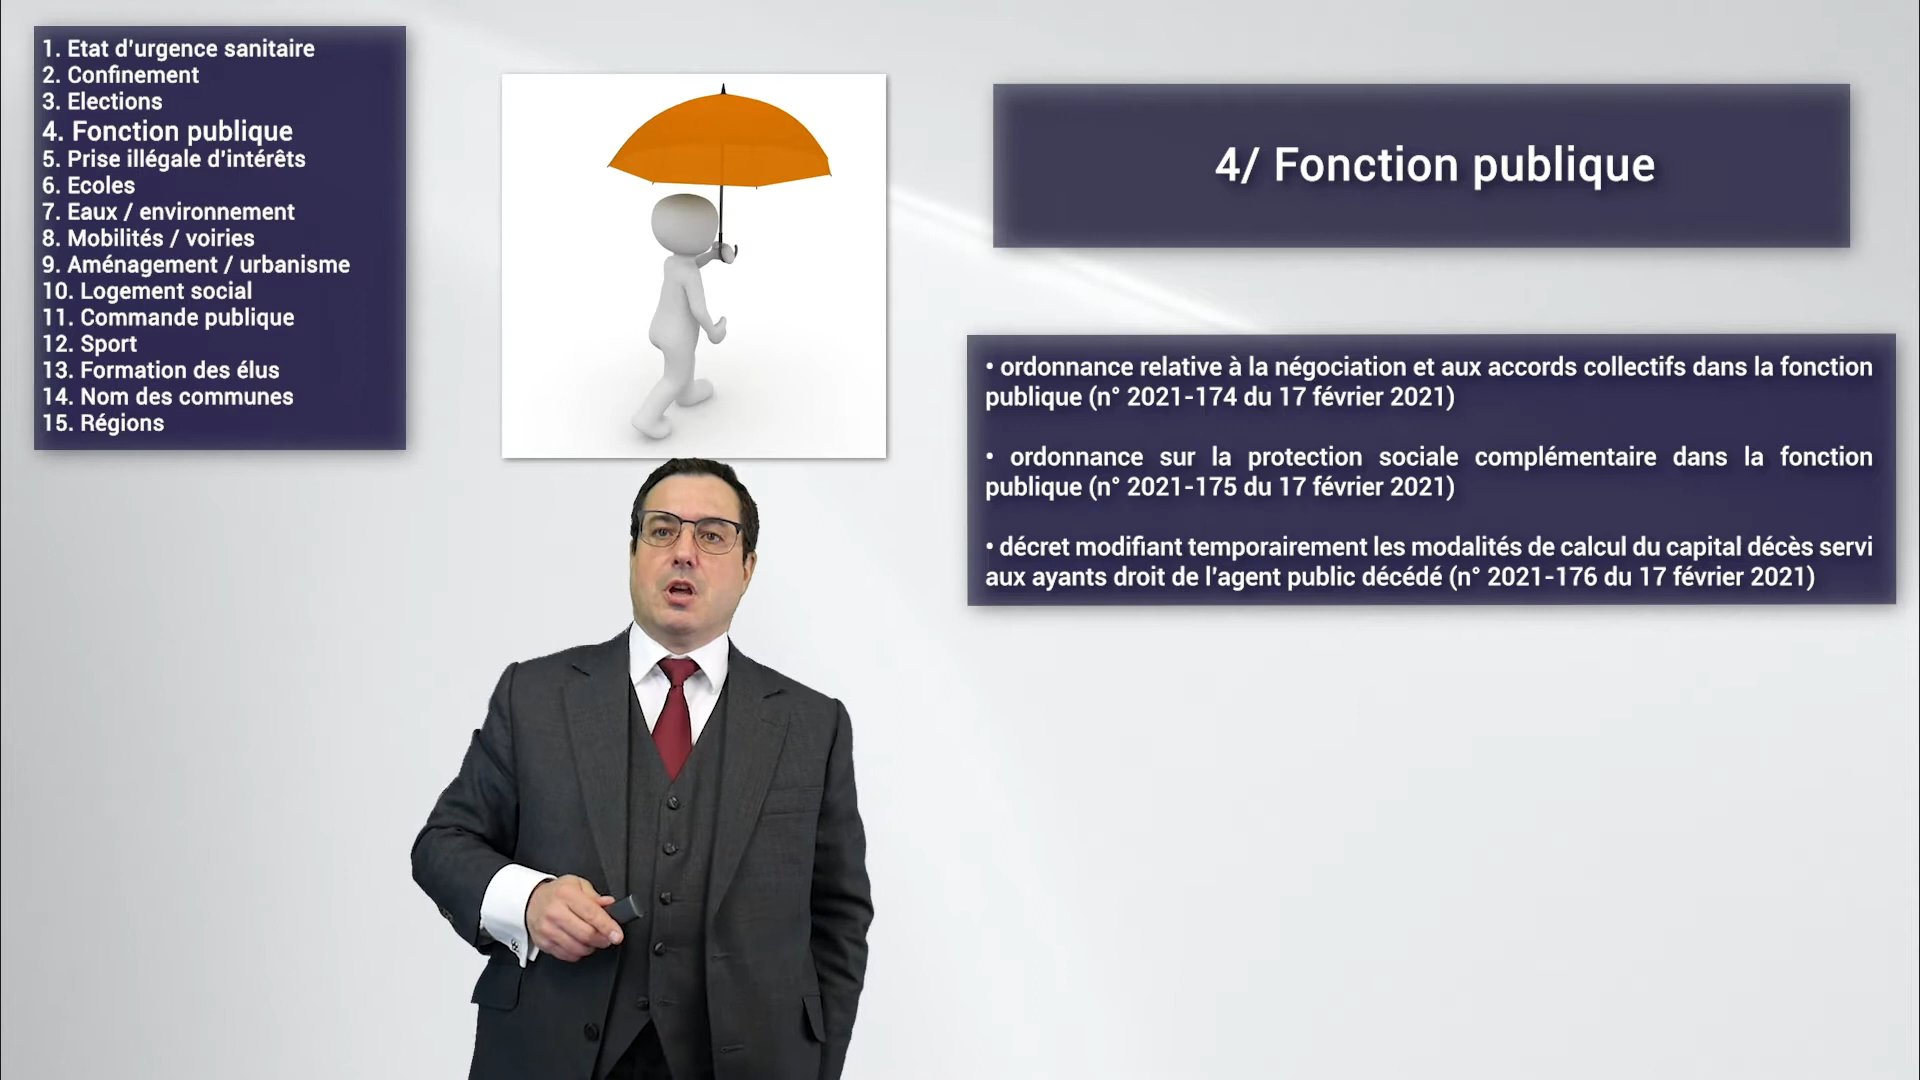 1. Etat d'urgence sanitaire
2. Confinement
3. Elections
4. Fonction publique
5. Prise illégale d'intérêts
6. Ecoles
7. Eaux / environnement
8. Mobilités / voiries
9. Aménagement / urbanisme
10. Logement social
11. Commande publique
12. Sport
13. Formation des élus
14. Nom des communes
15. Régions
4/ Fonction publique
• ordonnance relative à la négociation et aux accords collectifs dans la fonction
publique (n° 2021-174 du 17 février 2021)
• ordonnance sur la protection sociale complémentaire dans la fonction
publique (n° 2021-175 du 17 février 2021)
• décret modifiant temporairement les modalités de calcul du capital décès servi
aux ayants droit de l'agent public décédé (n° 2021-176 du 17 février 2021)